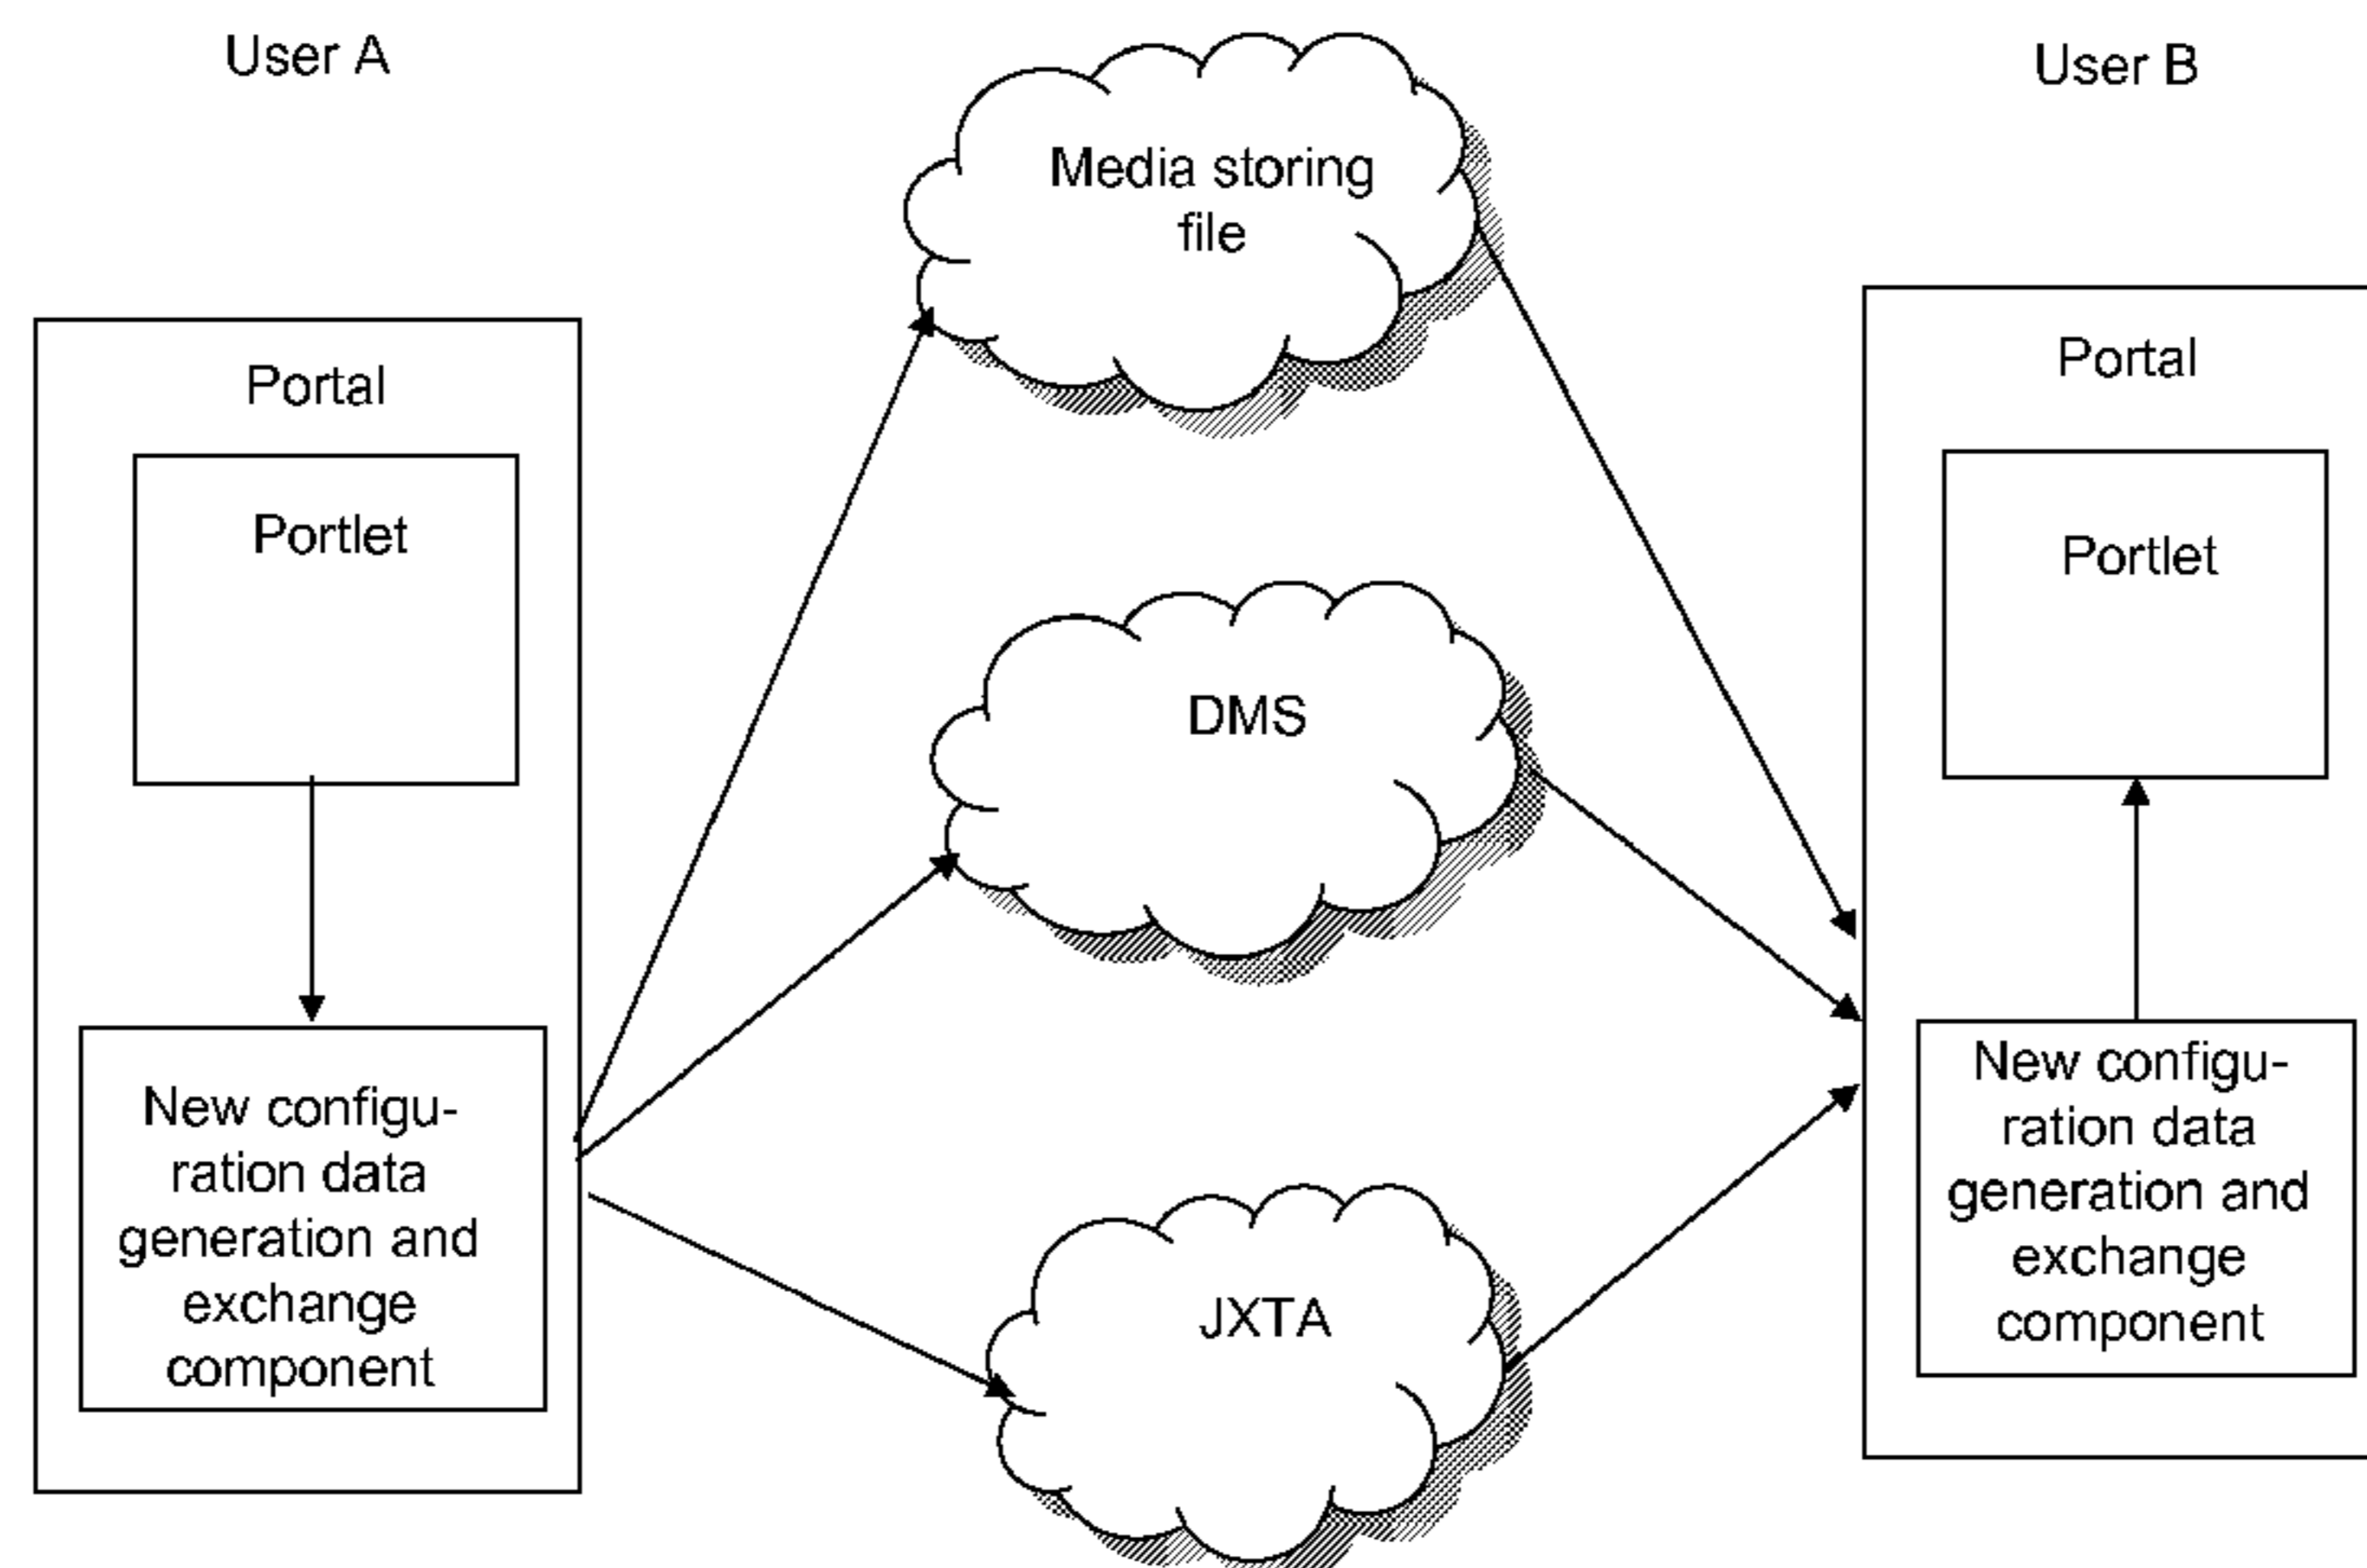 User A
Portal
Portlet
New configu-
ration data
generation and
exchange
component
Media storing
file
DMS
JXTA
User B
Portal
Portlet
New configu-
ration data
generation and
exchange
component